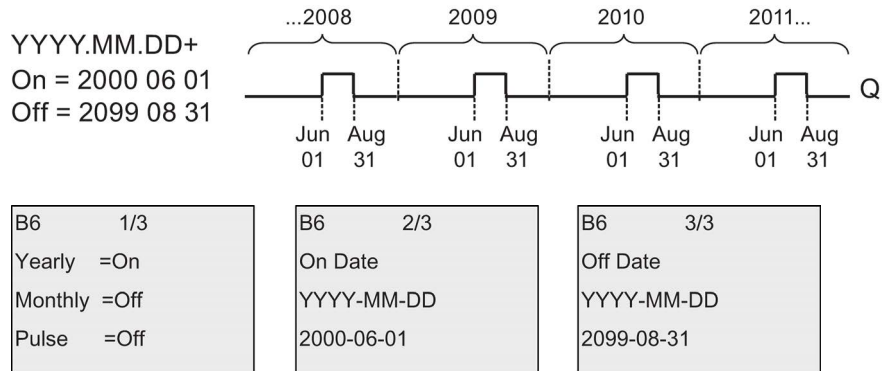 YYYY.MM.DD+
On = 2000 06 01
Off = 2099 08 31
...2008 2009 2010 2011...
Q
Jun Aug Jun Aug Jun Aug Jun Aug
01 31 01 31 01 31 01 31
B6 1/3
Yearly =On
Monthly =Off
Pulse =Off
B6 2/3
On Date
YYYY-MM-DD
2000-06-01
B6 3/3
Off Date
YYYY-MM-DD
2099-08-31